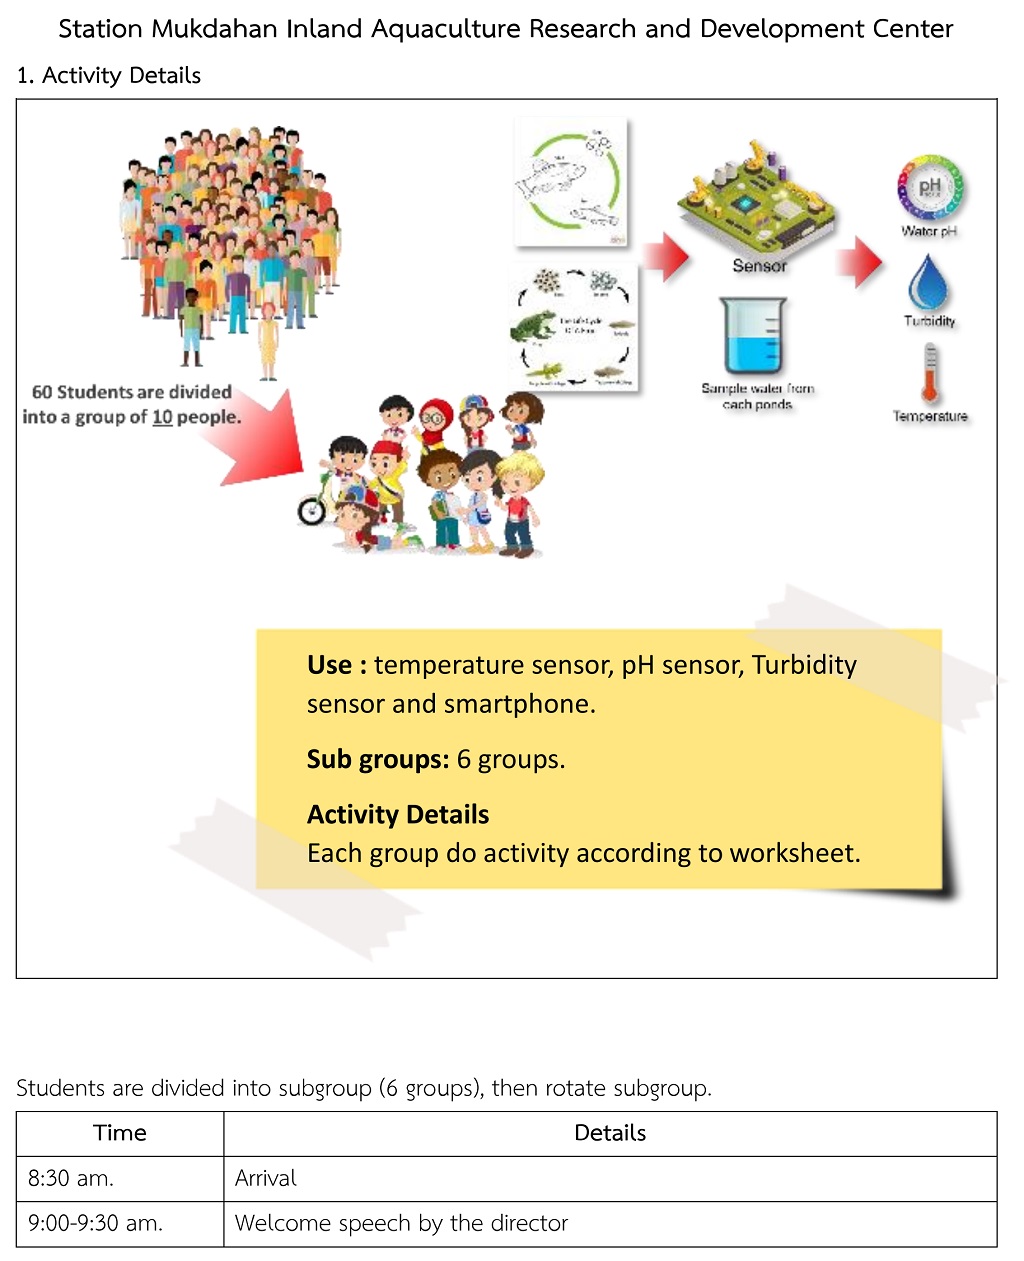 Station Mukdahan Inland Aquaculture Research and Development Center
1. Activity Details
60 Students are divided
into a group of 10 people.
pH
Water pH
Sensor
Turbidity
Sample water from
each ponds
Temperature
The Life Cycle
Use : temperature sensor, pH sensor, Turbidity
sensor and smartphone.
Sub groups: 6 groups.
Activity Details
Each group do activity according to worksheet.
Students are divided into subgroup (6 groups), then rotate subgroup.
Time Details
8:30 am. Arrival
9:00-9:30 am. Welcome speech by the director